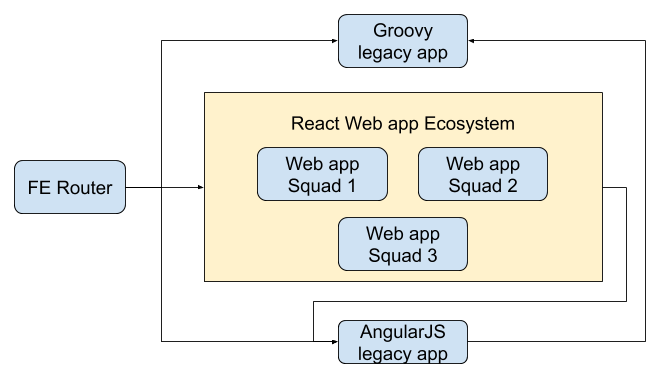 Groovy
legacy app
React Web app Ecosystem
Web app
Squad 1
Web app
Squad 2
FE Router
Web app
Squad 3
AngularJS
legacy app